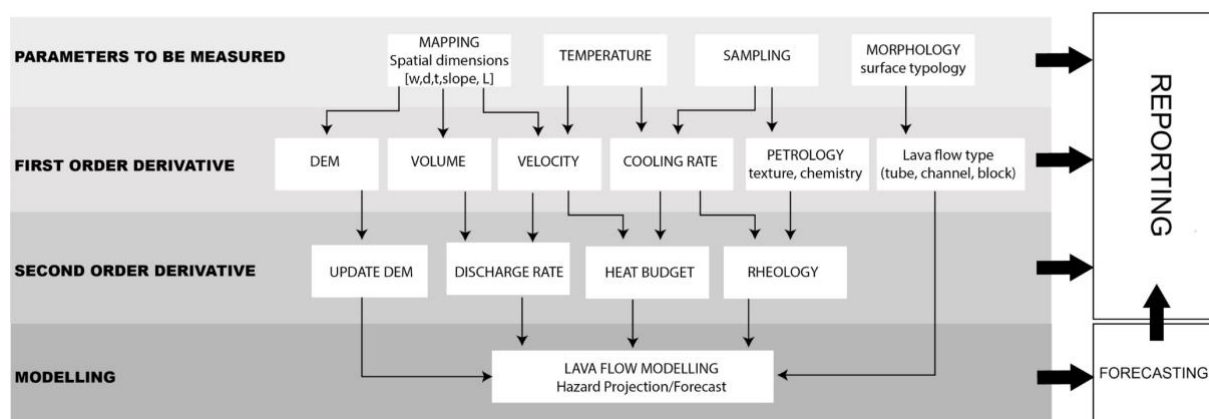 PARAMETERS TO BE MEASURED
MAPPING
Spatial dimensions
[w,d,t,slope, L]
TEMPERATURE
SAMPLING
MORPHOLOGY
surface typology
FIRST ORDER DERIVATIVE
DEM
VOLUME
VELOCITY
COOLING RATE
PETROLOGY
texture, chemistry
Lava flow type
(tube, channel, block)
SECOND ORDER DERIVATIVE
UPDATE DEM
DISCHARGE RATE
HEAT BUDGET
RHEOLOGY
MODELLING
LAVA FLOW MODELLING
Hazard Projection/Forecast
REPORTING
FORECASTING